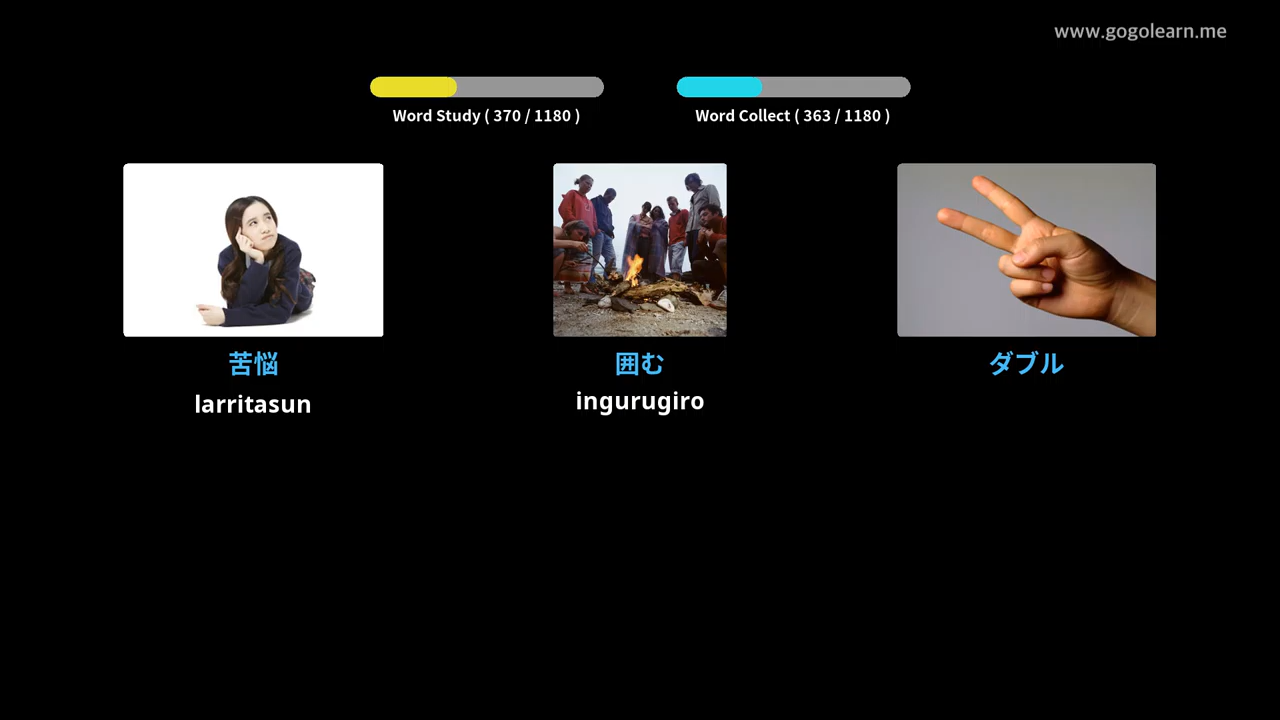 www.gogolearn.me
Word Study ( 370 / 1180 )
Word Collect ( 363 / 1180 )
苦悩
larritasun
囲む
ingurugiro
ダブル